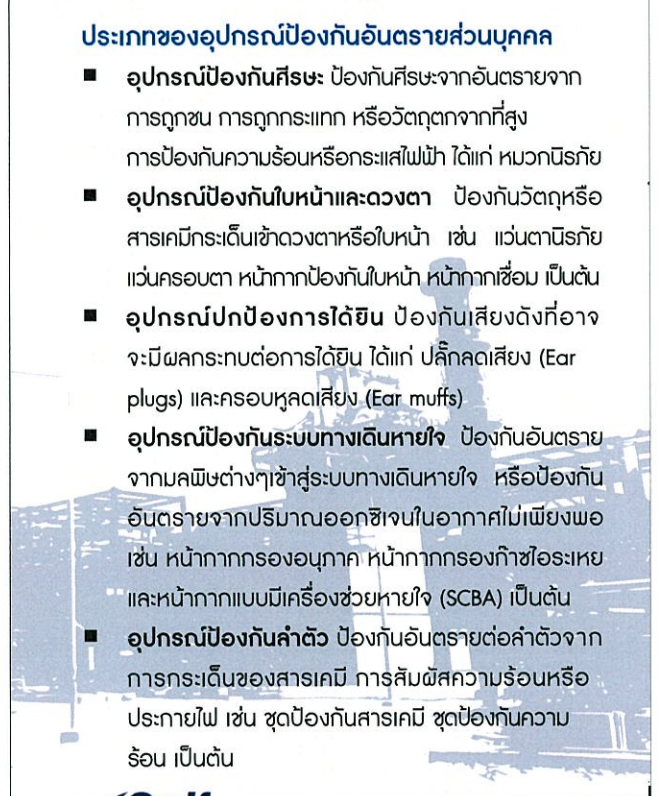 ประเภทของอุปกรณ์ป้องกันอันตรายส่วนบุคคล
■ อุปกรณ์ป้องกันศีรษะ ป้องกันศีรษะจากอันตรายจาก
การถูกชน การถูกกระแทก หรือวัตถุตกจากที่สูง
การป้องกันความร้อนหรือกระแสไฟฟ้า ได้แก่ หมวกนิรภัย
■ อุปกรณ์ป้องกันใบหน้าและดวงตา ป้องกันวัตถุหรือ
สารเคมีกระเด็นเข้าดวงตาหรือใบหน้า เช่น แว่นตานิรภัย
แว่นครอบตา หน้ากากป้องกันใบหน้า หน้ากากเชื่อม เป็นต้น
■ อุปกรณ์ปกป้องการได้ยิน ป้องกันเสียงดังที่อาจ
จะมีผลกระทบต่อการได้ยิน ได้แก่ ปลั๊กลดเสียง (Ear
plugs) และครอบหูลดเสียง (Ear muffs)
■ อุปกรณ์ป้องกันระบบทางเดินหายใจ ป้องกันอันตราย
จากมลพิษต่างๆเข้าสู่ระบบทางเดินหายใจ หรือป้องกัน
อันตรายจากปริมาณออกซิเจนในอากาศไม่เพียงพอ
เช่น หน้ากากกรองอนุภาค หน้ากากกรองก๊าซไอระเหย
และหน้ากากแบบมีเครื่องช่วยหายใจ (SCBA) เป็นต้น
■ อุปกรณ์ป้องกันลำตัว ป้องกันอันตรายต่อลำตัวจาก
การกระเด็นของสารเคมี การสัมผัสความร้อนหรือ
ประกายไฟ เช่น ชุดป้องกันสารเคมี ชุดป้องกันความ
ร้อน เป็นต้น